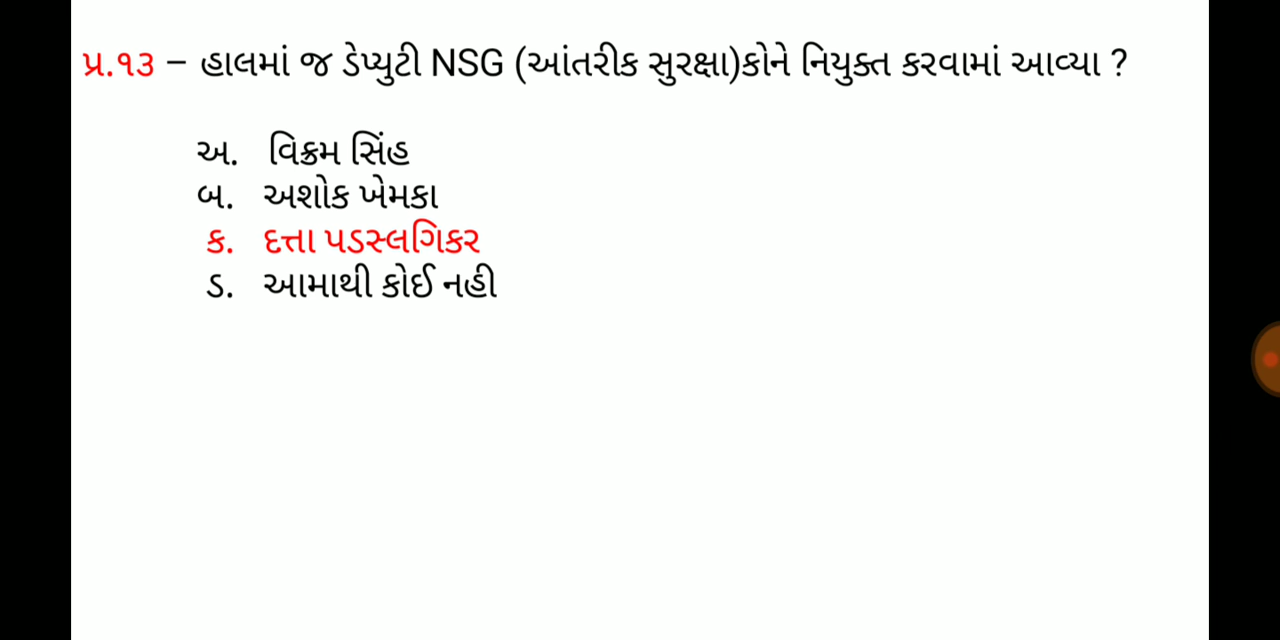 પ્ર.૧૩ – હાલમાં જ ડેપ્યુટી NSG (આંતરીક સુરક્ષા)કોને નિયુક્ત કરવામાં આવ્યા ?
અ. વિક્રમ સિંહ
બ. અશોક ખેમકા
ક. દત્તા પડસ્લગિકર
ડ. આમાથી કોઈ નહી